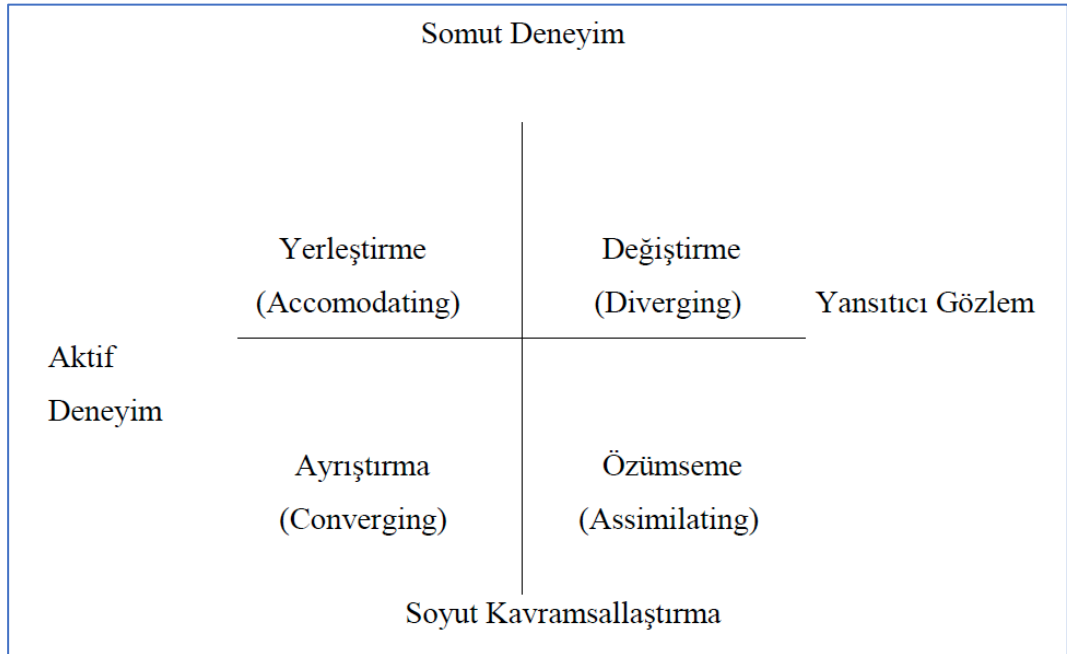 Somut Deneyim
Yerleştirme
Değiştirme
(Accomodating)
(Diverging)
Yansıtıcı Gözlem
Aktif
Deneyim
Ayrıştırma
Özümseme
(Converging)
(Assimilating)
Soyut Kavramsallaştırma